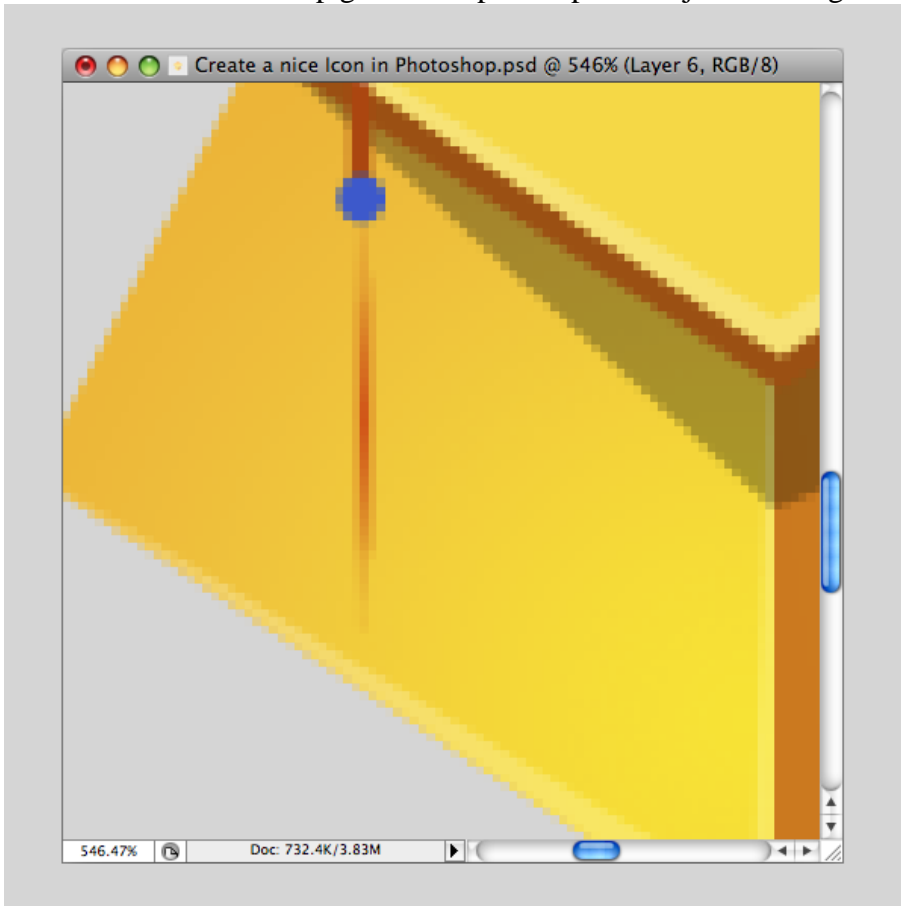 Create a nice Icon in Photoshop.psd @ 546% (Layer 6, RGB/8)
546.47% Doc: 732.4K/3.83M